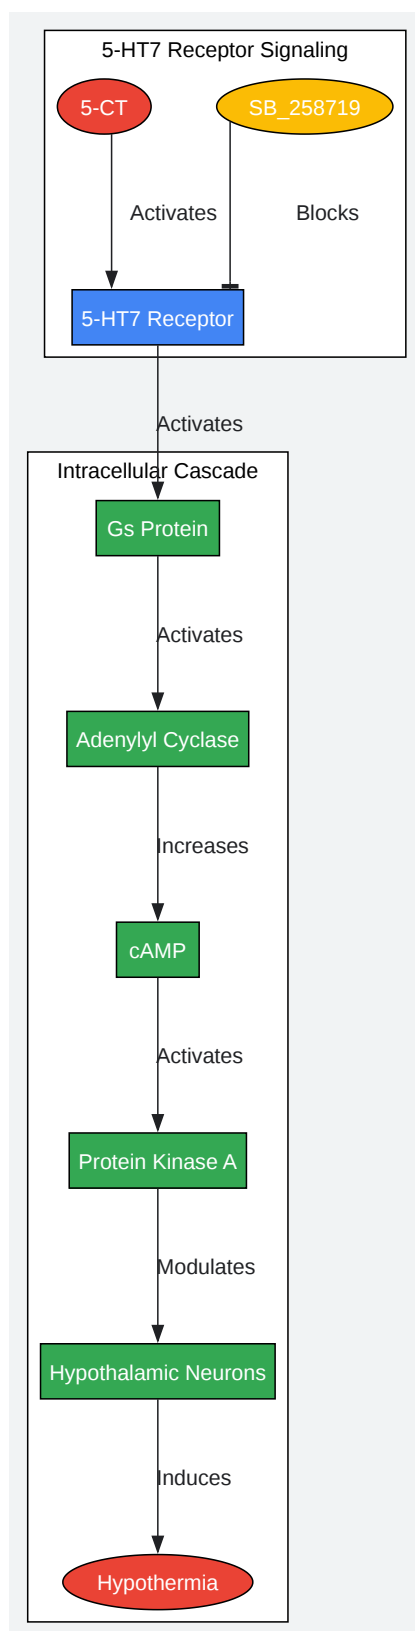 5-HT7 Receptor Signaling
5-CT
SB_258719
Activates
Blocks
5-HT7 Receptor
Activates
Intracellular Cascade
Gs Protein
Activates
Adenylyl Cyclase
Increases
cAMP
Activates
Protein Kinase A
Modulates
Hypothalamic Neurons
Induces
Hypothermia